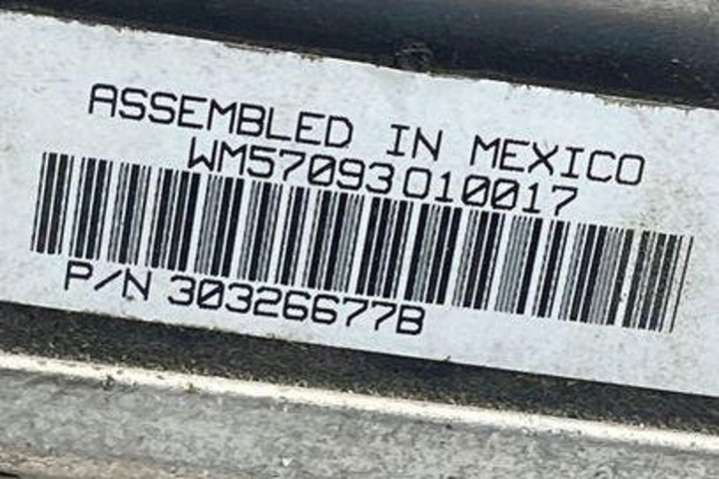 ASSEMBLED IN MEXICO
WM57093010017
P/N 30326677B